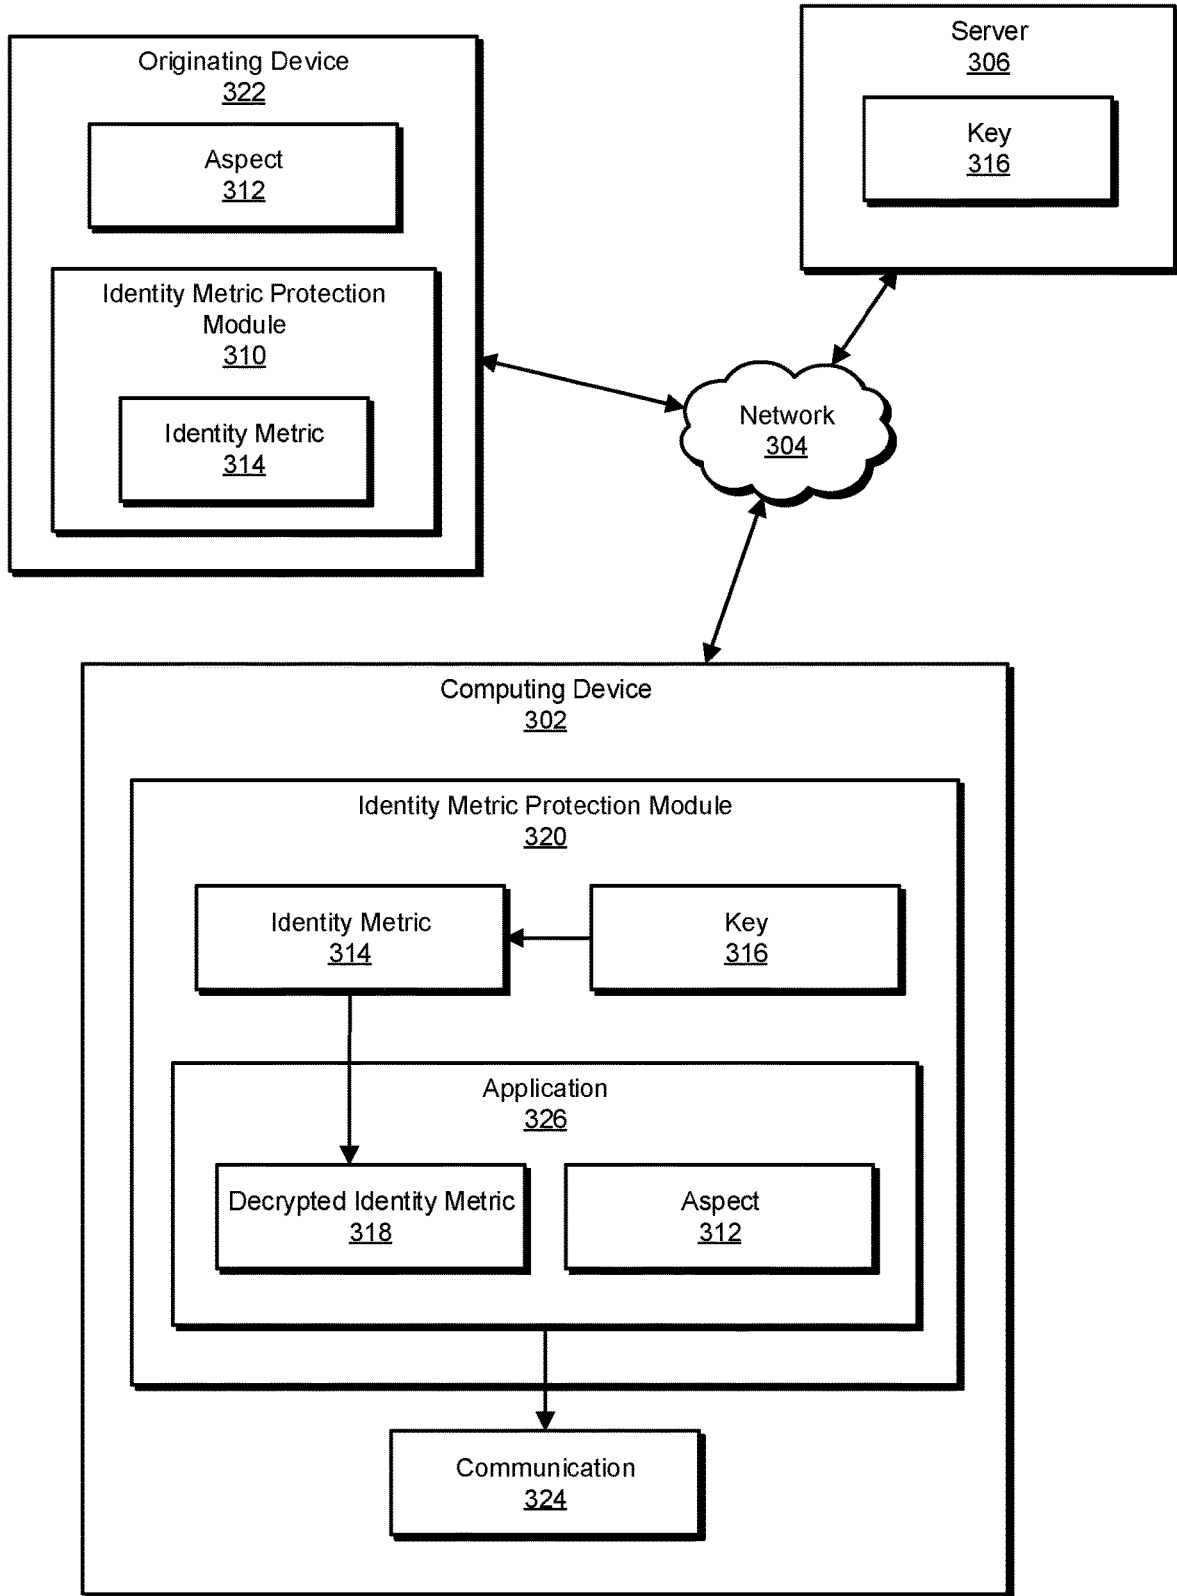 Originating Device
322
Aspect
312
Identity Metric Protection
Module
310
Identity Metric
314
Server
306
Key
316
Network
304
Computing Device
302
Identity Metric Protection Module
320
Identity Metric
314
Key
316
Application
326
Decrypted Identity Metric
318
Aspect
312
Communication
324